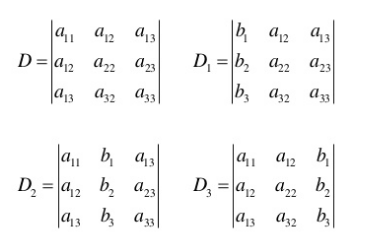 D = |a₁₁ a₁₂ a₁₃| D₁ = |b₁ a₁₂ a₁₃|
|a₁₂ a₂₂ a₂₃| |b₂ a₂₂ a₂₃|
|a₁₃ a₃₂ a₃₃| |b₃ a₃₂ a₃₃|
D₂ = |a₁₁ b₁ a₁₃| D₃ = |a₁₁ a₁₂ b₁|
|a₁₂ b₂ a₂₃| |a₁₂ a₂₂ b₂|
|a₁₃ b₃ a₃₃| |a₁₃ a₃₂ b₃|